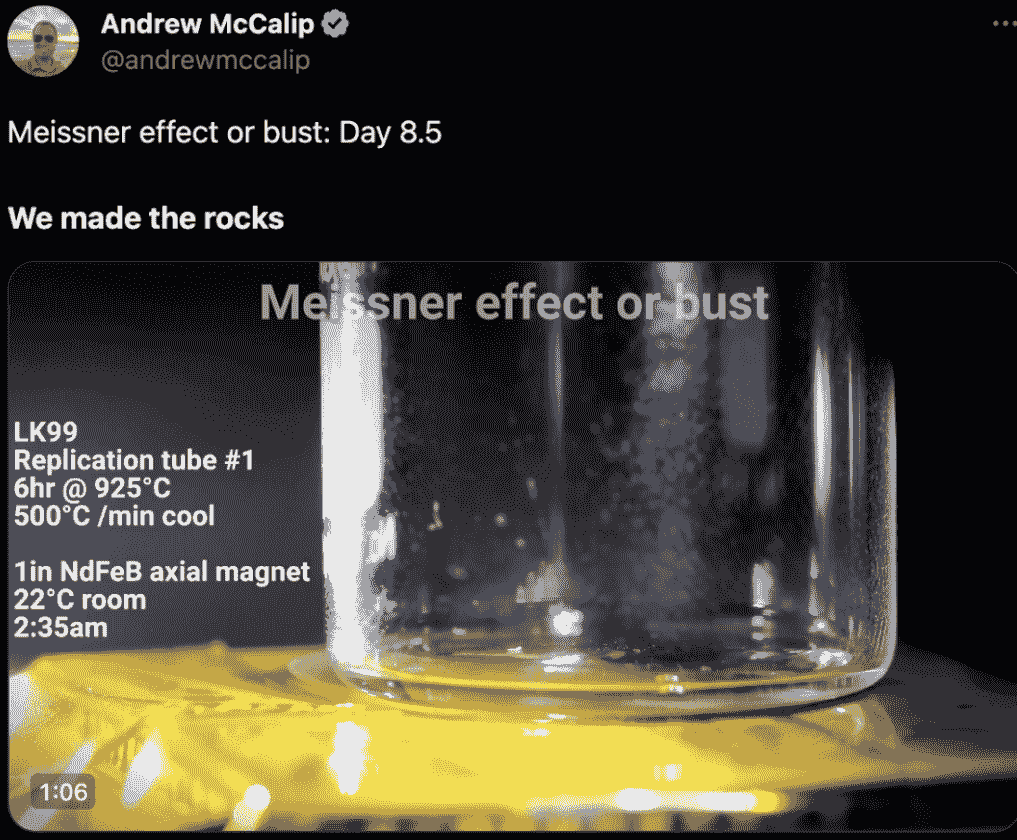 Andrew McCalip
@andrewmccalip
Meissner effect or bust: Day 8.5
We made the rocks
Meissner effect or bust
LK99
Replication tube #1
6hr @ 925°C
500°C /min cool
1in NdFeB axial magnet
22°C room
2:35am
1:06